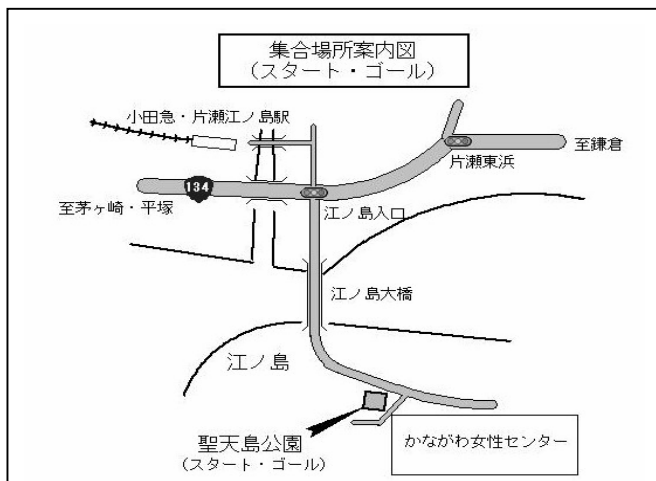 集合場所案内図
(スタート・ゴール)
小田急・片瀬江ノ島駅
至鎌倉
片瀬東浜
134
至茅ヶ崎・平塚
江ノ島入口
江ノ島大橋
江ノ島
聖天島公園
(スタート・ゴール)
かながわ女性センター